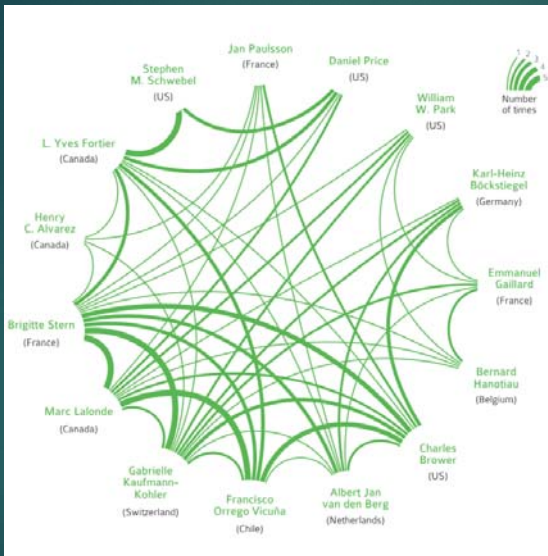 Jan Paulsson
(France)
Daniel Price
(US)
Stephen
M. Schwebel
(US)
William
W. Park
(US)
1 2 3 4 5
Number
of times
L. Yves Fortier
(Canada)
Karl-Heinz
Böckstiegel
(Germany)
Henry
C. Alvarez
(Canada)
Emmanuel
Gaillard
(France)
Brigitte Stern
(France)
Bernard
Hanotiau
(Belgium)
Marc Lalonde
(Canada)
Charles
Brower
(US)
Gabrielle
Kaufmann-
Kohler
(Switzerland)
Francisco
Orrego Vicuña
(Chile)
Albert Jan
van den Berg
(Netherlands)